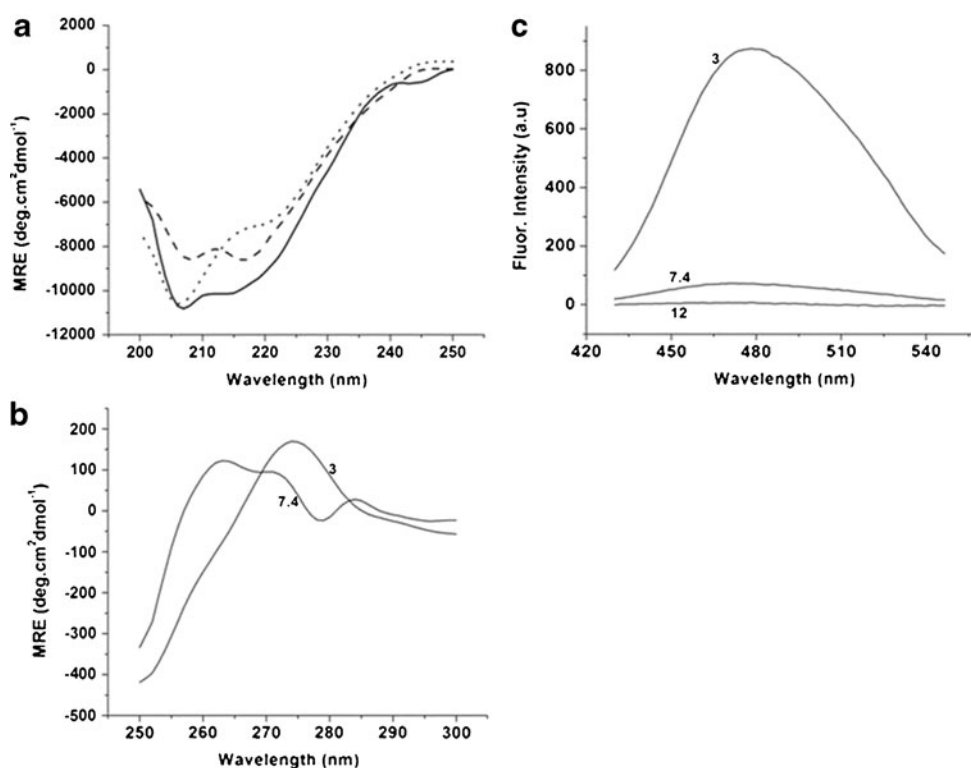 a
2000
0
-2000
-4000
-6000
-8000
-10000
-12000
MRE (deg.cm²dmol⁻¹)
200 210 220 230 240 250
Wavelength (nm)
c
800
600
400
200
0
Fluor. Intensity (a.u)
3
7.4
12
420 450 480 510 540
Wavelength (nm)
b
200
100
0
-100
-200
-300
-400
-500
MRE (deg.cm²dmol⁻¹)
3
7.4
250 260 270 280 290 300
Wavelength (nm)